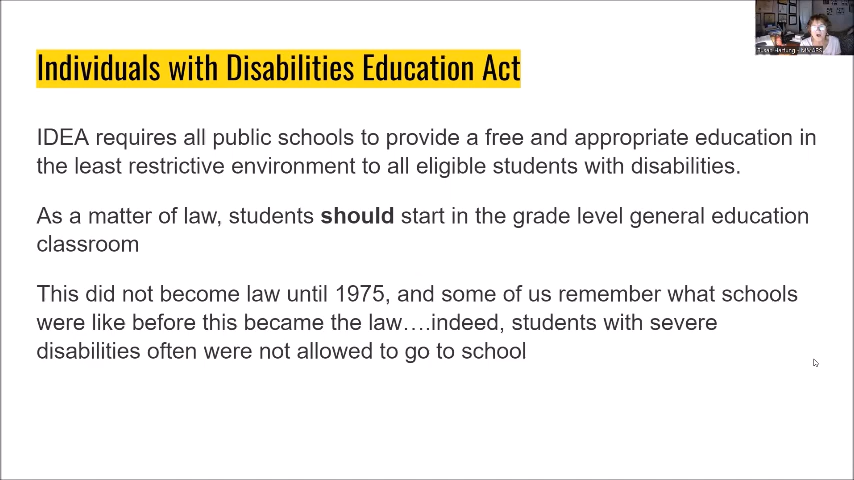 Individuals with Disabilities Education Act
IDEA requires all public schools to provide a free and appropriate education in
the least restrictive environment to all eligible students with disabilities.
As a matter of law, students should start in the grade level general education
classroom
This did not become law until 1975, and some of us remember what schools
were like before this became the law….indeed, students with severe
disabilities often were not allowed to go to school
Susan Hartung -